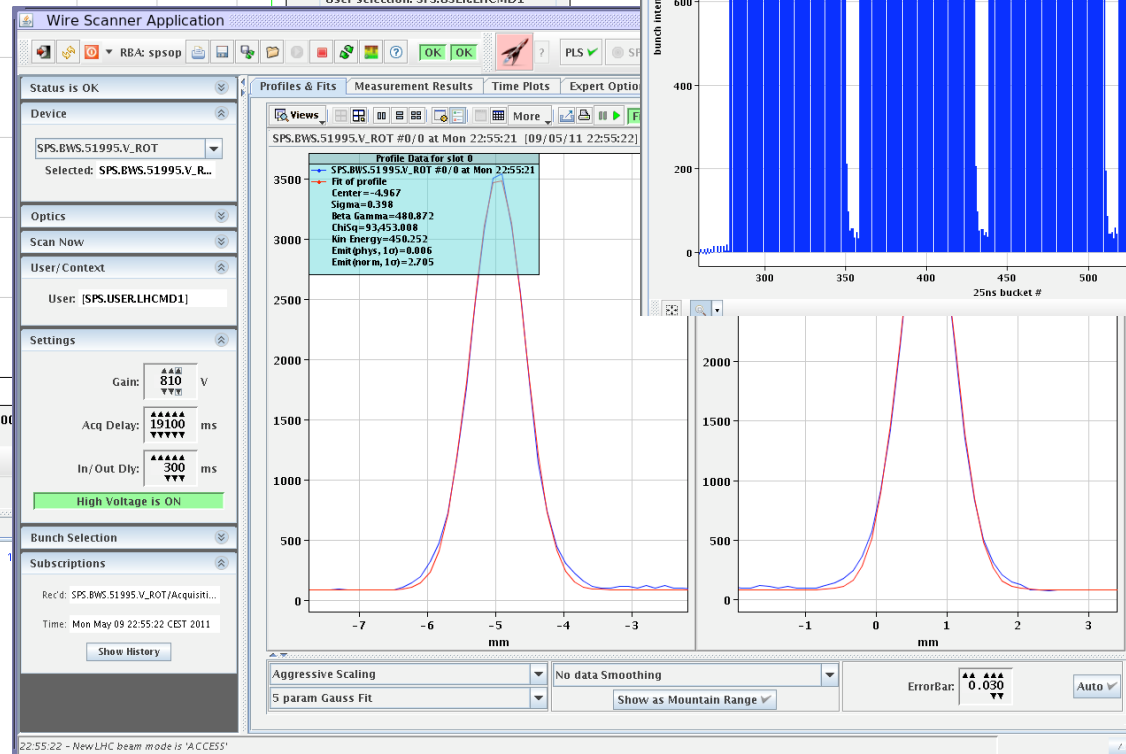 User selection: SPS.USER.LHCMD1
Wire Scanner Application
RBA: spsop
OK
OK
?
PLS
Status is OK
Device
SPS.BWS.51995.V_ROT
Selected: SPS.BWS.51995.V_R...
Optics
Scan Now
User/Context
User: [SPS.USER.LHCMD1]
Settings
Gain: 810 V
Acq Delay: 19100 ms
In/Out Dly: 300 ms
High Voltage is ON
Bunch Selection
Subscriptions
Rec'd: SPS.BWS.51995.V_ROT/Acquisiti...
Time: Mon May 09 22:55:22 CEST 2011
Show History
Profiles & Fits
Measurement Results
Time Plots
Expert Optio
Views
More
SPS.BWS.51995.V_ROT #0/0 at Mon 22:55:21 [09/05/11 22:55:22]
Profile Data for slot 0
SPS.BWS.51995.V_ROT #0/0 at Mon 22:55:21
Fit of profile
Center=-4.967
Sigma=0.398
Beta Gamma=480.872
ChiSq=93,453.008
Kin Energy=450.252
Emit(phys, 1σ)=0.006
Emit(norm, 1σ)=2.705
3500
3000
2500
2000
1500
1000
500
0
-7 -6 -5 -4 -3
mm
bunch inten
600
400
200
0
300 350 400 450 500
25ns bucket #
2000
1500
1000
500
0
-1 0 1 2 3
mm
Aggressive Scaling
No data Smoothing
5 param Gauss Fit
Show as Mountain Range
ErrorBar: 0.030
Auto
22:55:22 - New LHC beam mode is 'ACCESS'